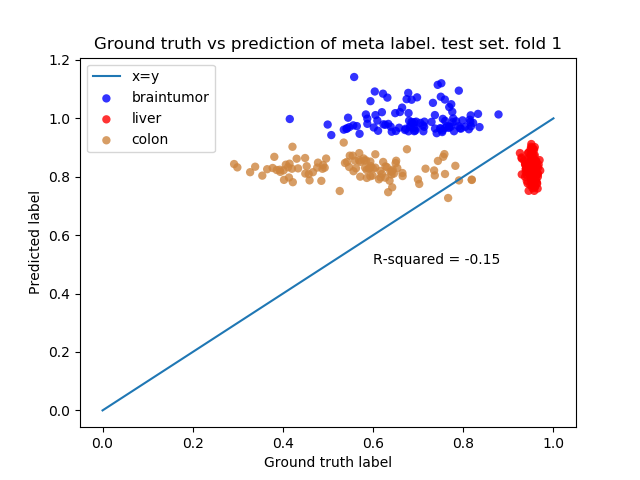 Ground truth vs prediction of meta label. test set. fold 1
1.2
1.0
0.8
0.6
0.4
0.2
0.0
Predicted label
x=y
braintumor
liver
colon
R-squared = -0.15
0.0 0.2 0.4 0.6 0.8 1.0
Ground truth label